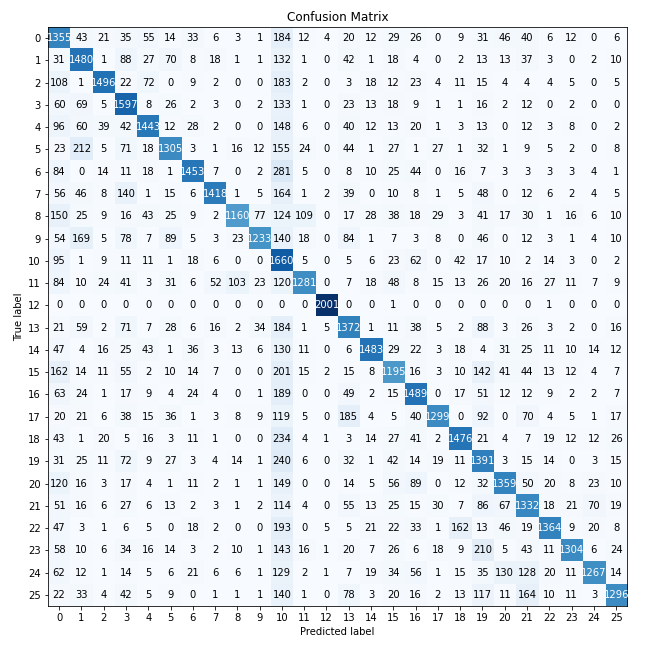 Confusion Matrix
0 1355 43 21 35 55 14 33 6 3 1 184 12 4 20 12 29 26 0 9 31 46 40 6 12 0 6
1 31 1480 1 88 27 70 8 18 1 1 132 1 0 42 1 18 4 0 2 13 13 37 3 0 2 10
2 108 1 1496 22 72 0 9 2 0 0 183 2 0 3 18 12 23 4 11 15 4 4 4 5 0 5
3 60 69 5 1597 8 26 2 3 0 2 133 1 0 23 13 18 9 1 1 16 2 12 0 2 0 0
4 96 60 39 42 1443 12 28 2 0 0 148 6 0 40 12 13 20 1 3 13 0 12 3 8 0 2
5 23 212 5 71 18 1305 3 1 16 12 155 24 0 44 1 27 1 27 1 32 1 9 5 2 0 8
6 84 0 14 11 18 1 1453 7 0 2 281 5 0 8 10 25 44 0 16 7 3 3 3 3 4 1
7 56 46 8 140 1 15 6 1418 1 5 164 1 2 39 0 10 8 1 5 48 0 12 6 2 4 5
8 150 25 9 16 43 25 9 2 1160 77 124 109 0 17 28 38 18 29 3 41 17 30 1 16 6 10
9 54 169 5 78 7 89 5 3 23 1233 140 18 0 84 1 7 3 8 0 46 0 12 3 1 4 10
10 95 1 9 11 11 1 18 6 0 0 1660 5 0 5 6 23 62 0 42 17 10 2 14 3 0 2
11 84 10 24 41 3 31 6 52 103 23 120 1281 0 7 18 48 8 15 13 26 20 16 27 11 7 9
12 0 0 0 0 0 0 0 0 0 0 0 0 2001 0 0 1 0 0 0 0 0 0 1 0 0 0
13 21 59 2 71 7 28 6 16 2 34 184 1 5 1372 1 11 38 5 2 88 3 26 3 2 0 16
14 47 4 16 25 43 1 36 3 13 6 130 11 0 6 1483 29 22 3 18 4 31 25 11 10 14 12
15 162 14 11 55 2 10 14 7 0 0 201 15 2 15 8 1195 16 3 10 142 41 44 13 12 4 7
16 63 24 1 17 9 4 24 4 0 1 189 0 0 49 2 15 1489 0 17 51 12 12 9 2 2 7
17 20 21 6 38 15 36 1 3 8 9 119 5 0 185 4 5 40 1299 0 92 0 70 4 5 1 17
18 43 1 20 5 16 3 11 1 0 0 234 4 1 3 14 27 41 2 1476 21 4 7 19 12 12 26
19 31 25 11 72 9 27 3 4 14 1 240 6 0 32 1 42 14 19 11 1391 3 15 14 0 3 15
20 120 16 3 17 4 1 11 2 1 1 149 0 0 14 5 56 89 0 12 32 1359 50 20 8 23 10
21 51 16 6 27 6 13 2 3 1 2 114 4 0 55 13 25 15 30 7 86 67 1332 18 21 70 19
22 47 3 1 6 5 0 18 2 0 0 193 0 5 5 21 22 33 1 162 13 46 19 1364 9 20 8
23 58 10 6 34 16 14 3 2 10 1 143 16 1 20 7 26 6 18 9 210 5 43 11 1304 6 24
24 62 12 1 14 5 6 21 6 6 1 129 2 1 7 19 34 56 1 15 35 130 128 20 11 1267 14
25 22 33 4 42 5 9 0 1 1 1 140 1 0 78 3 20 16 2 13 117 11 164 10 11 3 1296
0 1 2 3 4 5 6 7 8 9 10 11 12 13 14 15 16 17 18 19 20 21 22 23 24 25
Predicted label
True label